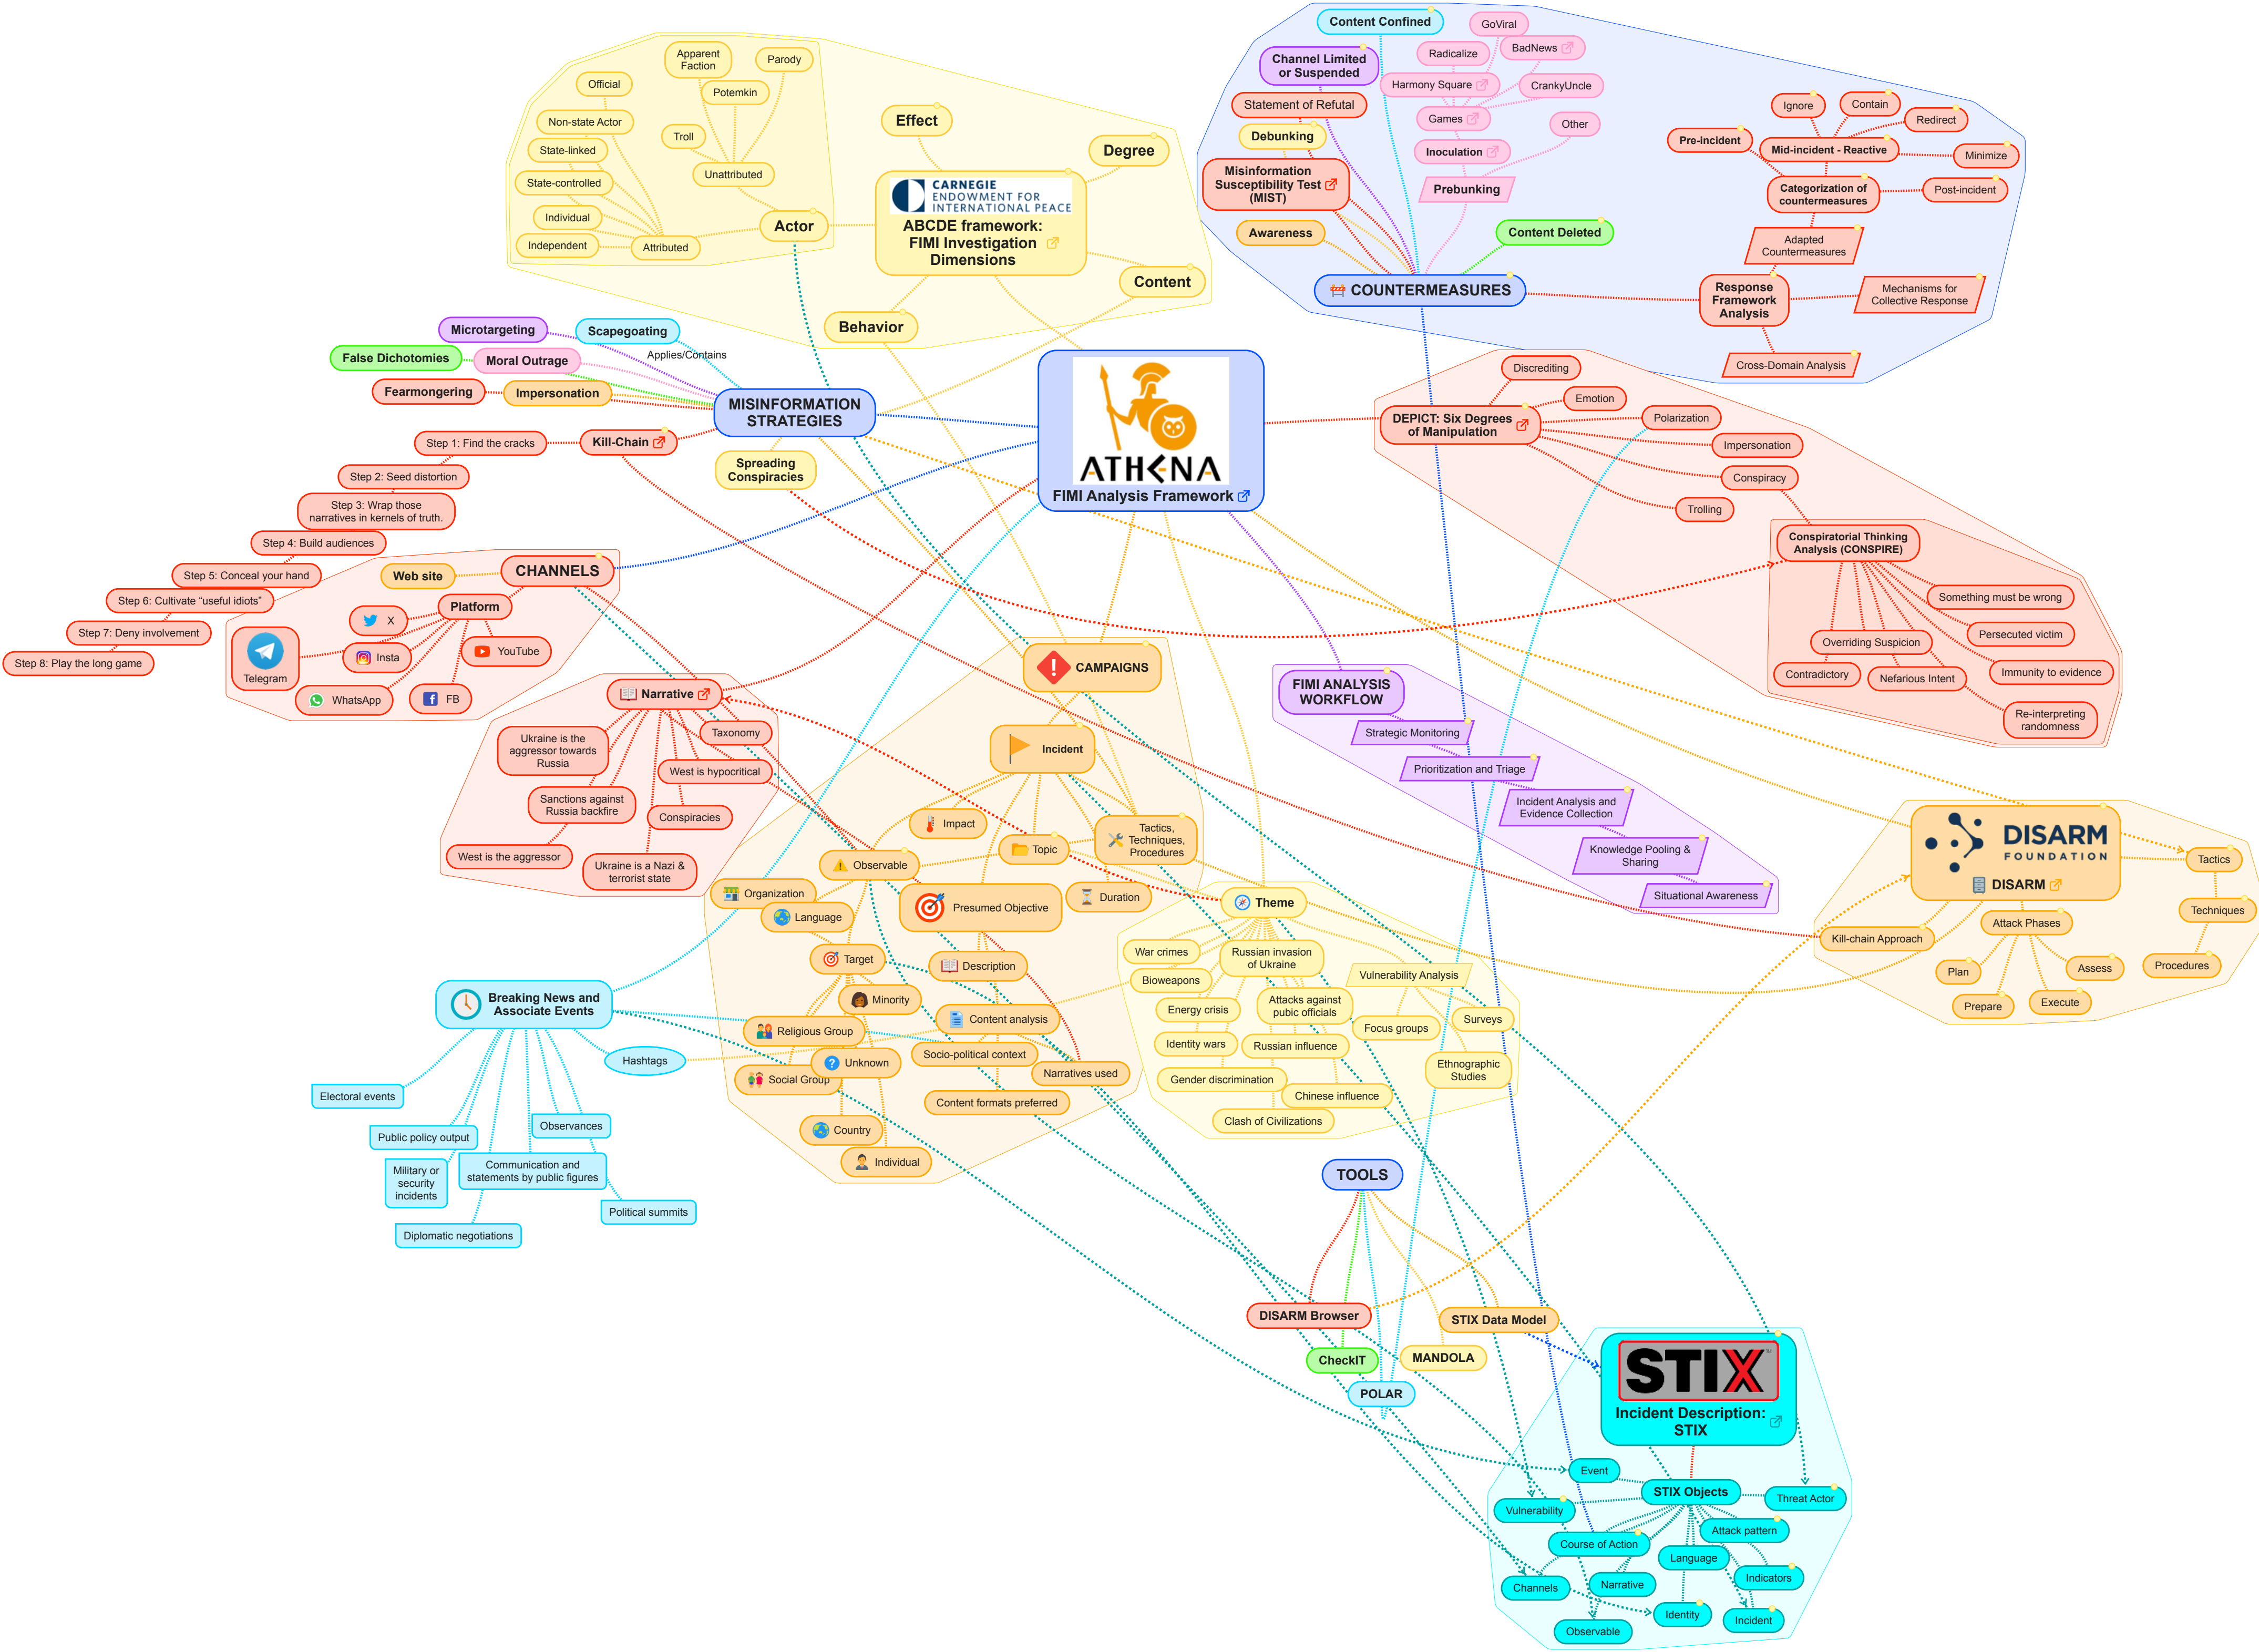 Content Confined
GoViral
BadNews
Channel Limited
or Suspended
Radicalize
Harmony Square
CrankyUncle
Statement of Refutal
Games
Other
Debunking
Inoculation
Misinformation
Susceptibility Test
(MIST)
Prebunking
Awareness
Content Deleted
COUNTERMEASURES
Ignore
Contain
Redirect
Pre-incident
Mid-incident - Reactive
Minimize
Categorization of
countermeasures
Post-incident
Adapted
Countermeasures
Response
Framework
Analysis
Mechanisms for
Collective Response
Cross-Domain Analysis
Apparent
Faction
Parody
Official
Potemkin
Non-state Actor
Troll
State-linked
Unattributed
State-controlled
Individual
Independent
Attributed
Actor
Effect
Degree
CARNEGIE
ENDOWMENT FOR
INTERNATIONAL PEACE
ABCDE framework:
FIMI Investigation
Dimensions
Content
Behavior
Microtargeting
Scapegoating
Applies/Contains
False Dichotomies
Moral Outrage
Fearmongering
Impersonation
MISINFORMATION
STRATEGIES
Kill-Chain
Spreading
Conspiracies
Step 1: Find the cracks
Step 2: Seed distortion
Step 3: Wrap those
narratives in kernels of truth.
Step 4: Build audiences
Step 5: Conceal your hand
Step 6: Cultivate “useful idiots”
Step 7: Deny involvement
Step 8: Play the long game
ATHENA
FIMI Analysis Framework
DEPICT: Six Degrees
of Manipulation
Discrediting
Emotion
Polarization
Impersonation
Conspiracy
Trolling
Conspiratorial Thinking
Analysis (CONSPIRE)
Something must be wrong
Persecuted victim
Overriding Suspicion
Immunity to evidence
Contradictory
Nefarious Intent
Re-interpreting
randomness
CHANNELS
Web site
Platform
X
Insta
YouTube
Telegram
WhatsApp
FB
Narrative
Taxonomy
Ukraine is the
aggressor towards
Russia
West is hypocritical
Sanctions against
Russia backfire
Conspiracies
West is the aggressor
Ukraine is a Nazi &
terrorist state
CAMPAIGNS
Incident
Impact
Topic
Tactics,
Techniques,
Procedures
Observable
Organization
Language
Presumed Objective
Duration
Target
Description
Minority
Religious Group
Content analysis
Unknown
Socio-political context
Social Group
Narratives used
Content formats preferred
Country
Individual
FIMI ANALYSIS
WORKFLOW
Strategic Monitoring
Prioritization and Triage
Incident Analysis and
Evidence Collection
Knowledge Pooling &
Sharing
Situational Awareness
DISARM
FOUNDATION
DISARM
Tactics
Techniques
Procedures
Kill-chain Approach
Attack Phases
Plan
Assess
Prepare
Execute
Theme
War crimes
Russian invasion
of Ukraine
Vulnerability Analysis
Bioweapons
Energy crisis
Attacks against
pubic officials
Surveys
Focus groups
Identity wars
Russian influence
Ethnographic
Studies
Gender discrimination
Chinese influence
Clash of Civilizations
Breaking News and
Associate Events
Hashtags
Electoral events
Observances
Public policy output
Military or
security
incidents
Communication and
statements by public figures
Political summits
Diplomatic negotiations
TOOLS
DISARM Browser
STIX Data Model
CheckIT
MANDOLA
POLAR
STIX
TM
Incident Description:
STIX
Event
STIX Objects
Threat Actor
Vulnerability
Attack pattern
Course of Action
Language
Indicators
Channels
Narrative
Identity
Incident
Observable